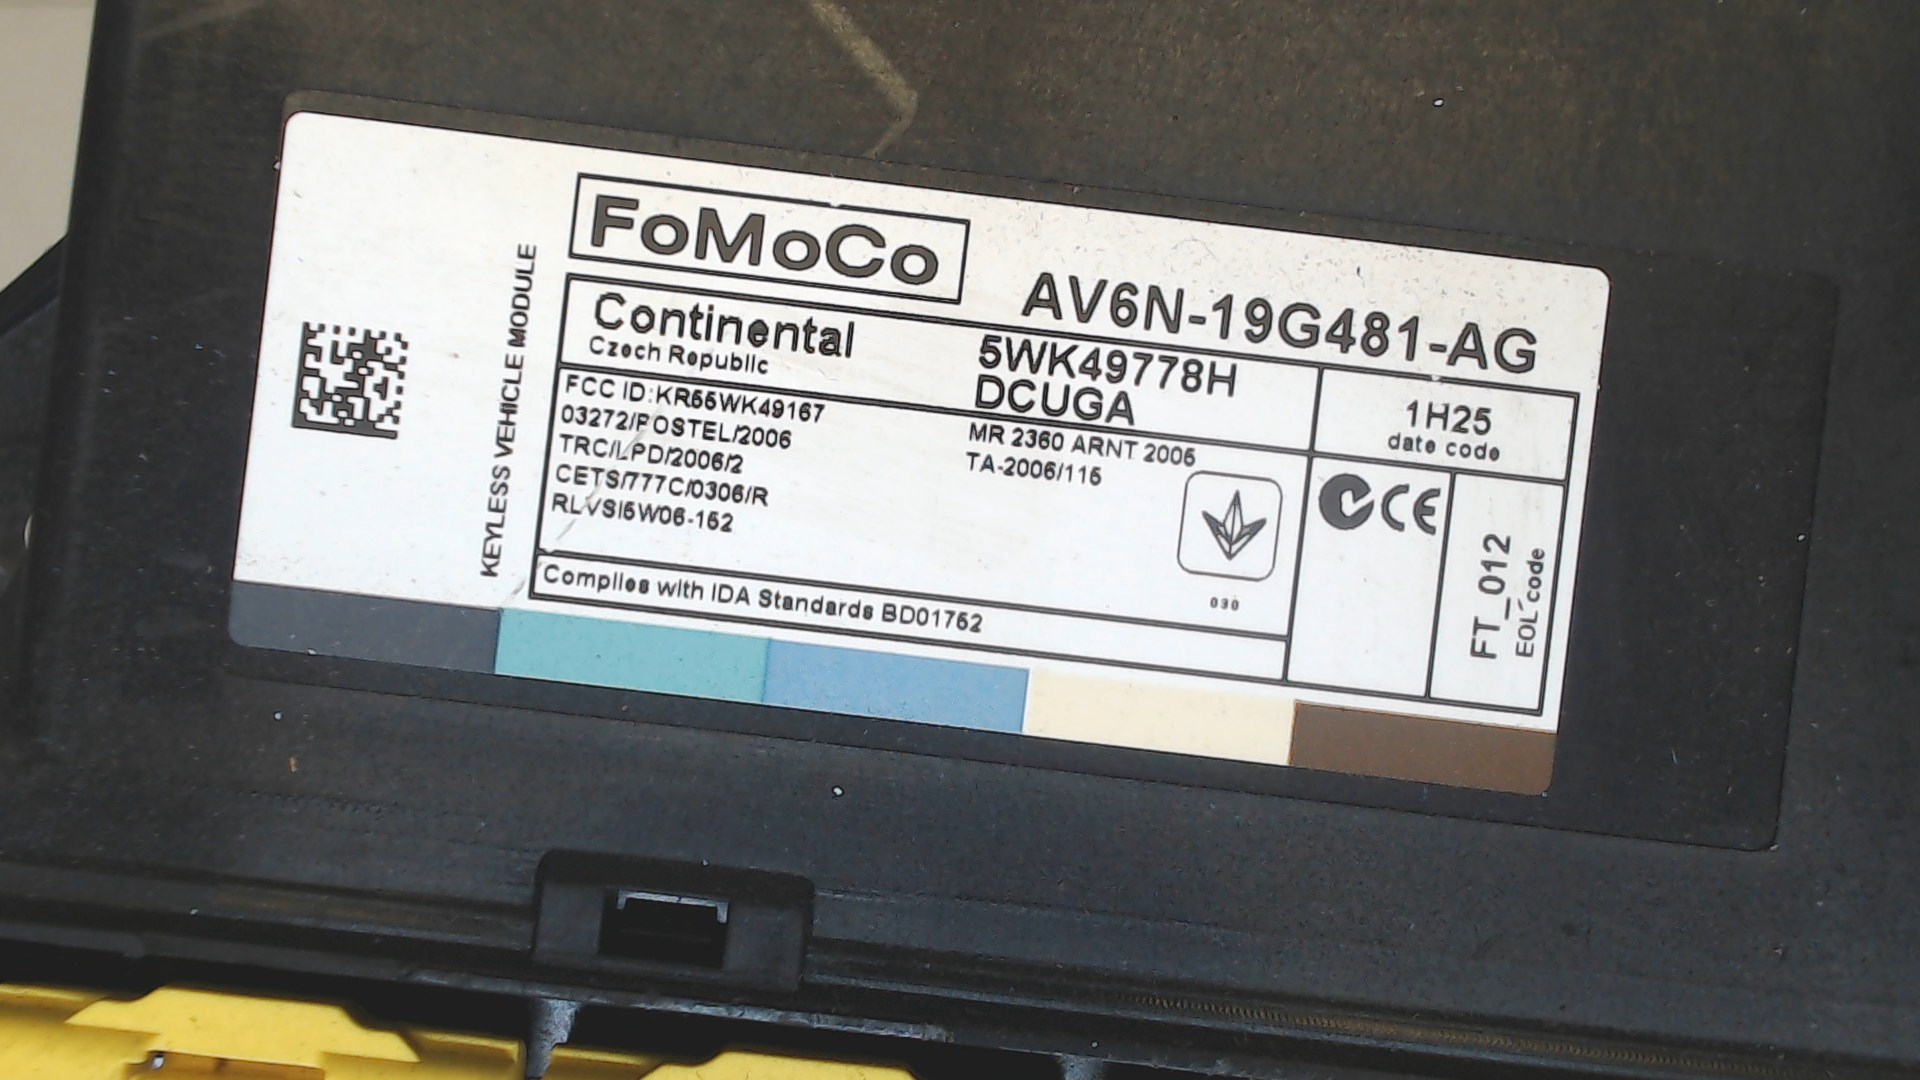 FoMoCo
AV6N-19G481-AG
KEYLESS VEHICLE MODULE
Continental
Czech Republic
5WK49778H
DCUGA
1H25
date code
FCC ID:KR55WK49167
03272/POSTEL/2006
TRC/LPD/2006/2
CETS/777C/0306/R
RLVSI5W06-152
MR 2360 ARNT 2006
TA-2006/116
030
CE
FT_012
EOL code
Complies with IDA Standards BD01752